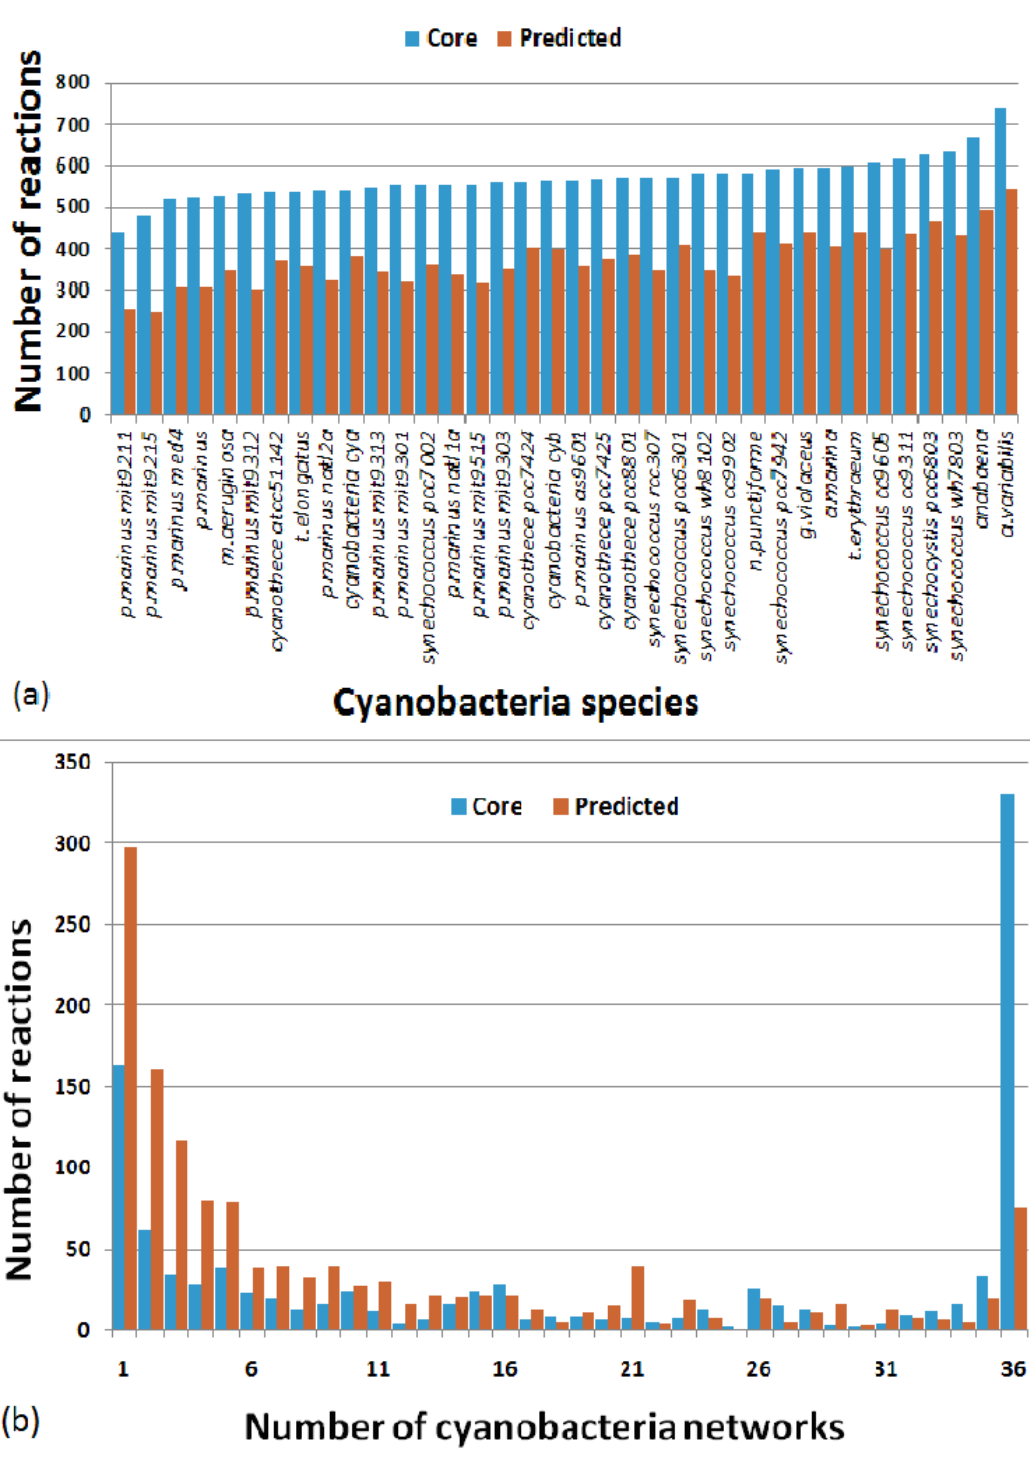 Core Predicted
Number of reactions
800
700
600
500
400
300
200
100
0
p.marinus mit9211
p.marinus mit9215
p.marinus med4
p.marinus
m.aeruginosa
p.marinus mit9312
cyanothece atcc51142
t.elongatus
p.marinus natl2a
cyanobacteria cya
p.marinus mit9313
p.marinus mit9301
synechococcus pcc7002
p.marinus natl1a
p.marinus mit9515
p.marinus mit9303
cyanothece pcc7424
cyanobacteria cyb
p.marinus as9601
cyanothece pcc7425
cyanothece pcc8801
synechococcus rcc307
synechococcus pcc6301
synechococcus wh8102
synechococcus cc9902
n.punctiforme
synechococcus pcc7942
g.violaceus
a.marina
t.erythraeum
synechococcus cc9605
synechococcus cc9311
synechocystis pcc6803
synechococcus wh7803
anabaena
a.variabilis
(a)
Cyanobacteria species
350
300
250
200
150
100
50
0
Core Predicted
Number of reactions
1 6 11 16 21 26 31 36
(b)
Number of cyanobacteria networks